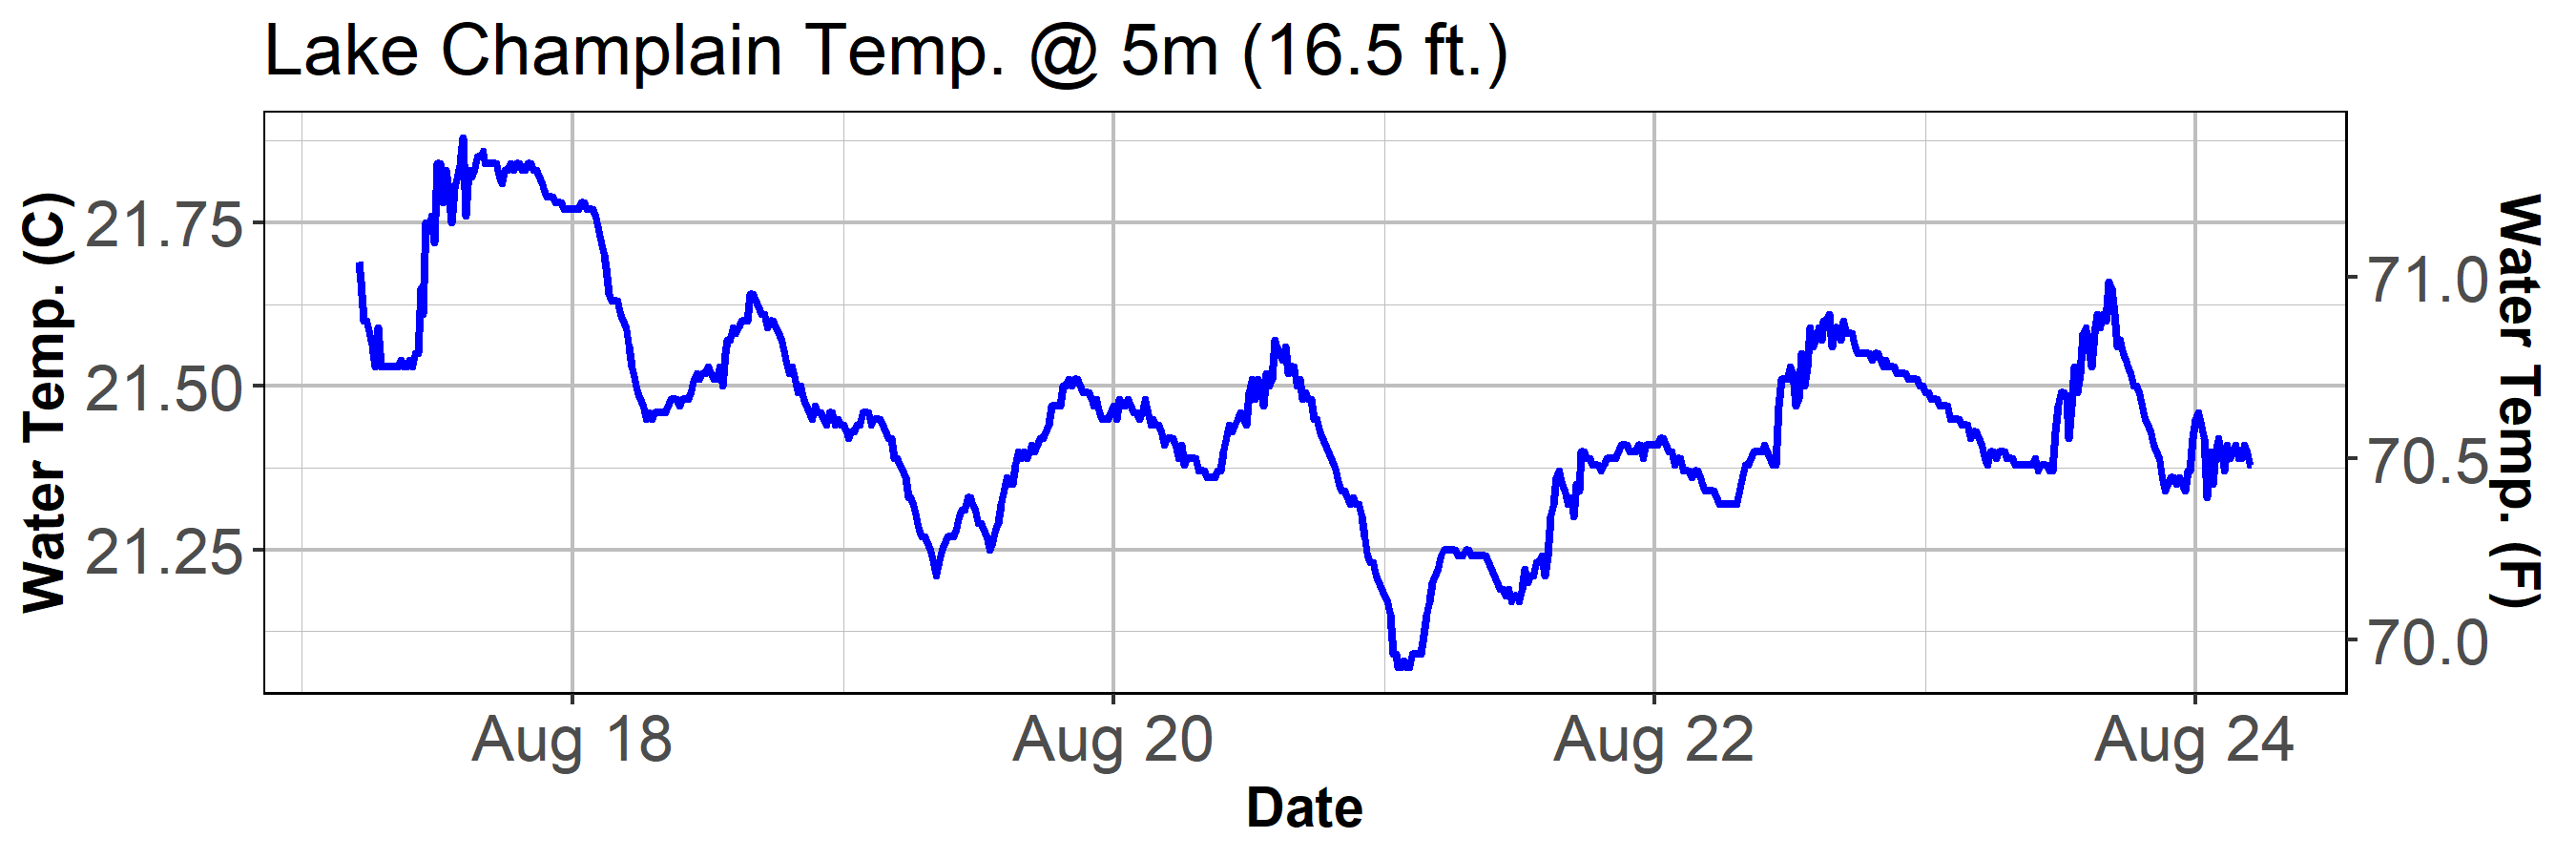 Lake Champlain Temp. @ 5m (16.5 ft.)
Water Temp. (C)
21.75
21.50
21.25
71.0
70.5
70.0
Water Temp. (F)
Aug 18
Aug 20
Aug 22
Aug 24
Date